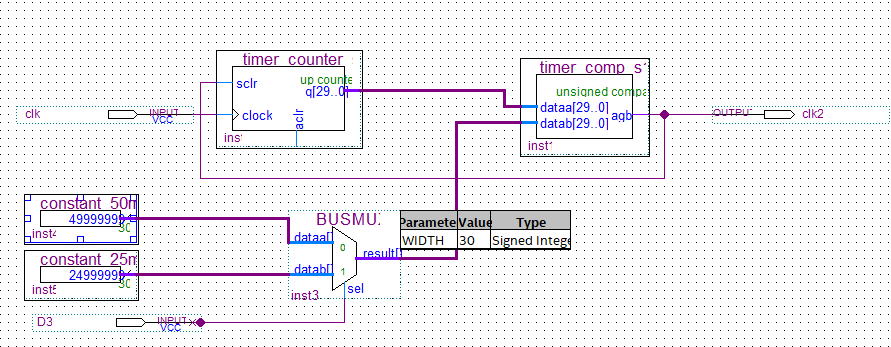 timer_counter
sclr
up counte
q[29..0]
clock
aclr
inst
timer_comp_s
unsigned compa
dataa[29..0]
datab[29..0]
agb
inst
clk
INPUT
VCC
OUTPUT
clk2
constant_50m
49999999
30
inst4
constant_25m
24999999
30
inst5
BUSMUX
dataa[]
0
result[]
datab[]
1
sel
inst3
Paramete Value Type
WIDTH 30 Signed Intege
D3
INPUT
VCC